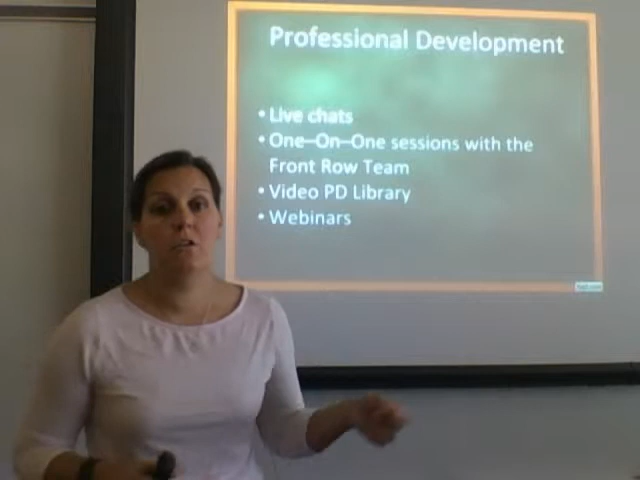 Professional Development
• Live chats
• One–On–One sessions with the
Front Row Team
• Video PD Library
• Webinars